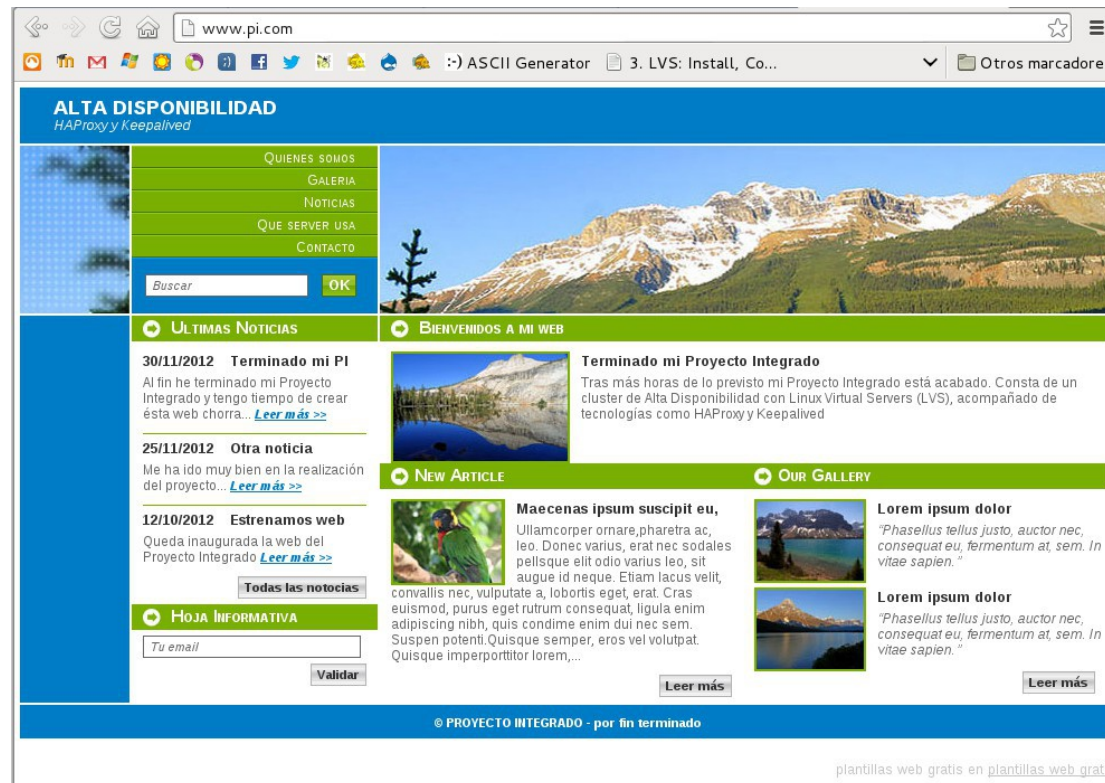 www.pi.com
:-) ASCII Generator
3. LVS: Install, Co...
Otros marcadore
ALTA DISPONIBILIDAD
HAProxy y Keepalived
QUIENES SOMOS
GALERIA
NOTICIAS
QUE SERVER USA
CONTACTO
Buscar
OK
ULTIMAS NOTICIAS
30/11/2012 Terminado mi PI
Al fin he terminado mi Proyecto
Integrado y tengo tiempo de crear
ésta web chorra... Leer más >>
25/11/2012 Otra noticia
Me ha ido muy bien en la realización
del proyecto... Leer más >>
12/10/2012 Estrenamos web
Queda inaugurada la web del
Proyecto Integrado Leer más >>
Todas las notocias
HOJA INFORMATIVA
Tu email
Validar
BIENVENIDOS A MI WEB
Terminado mi Proyecto Integrado
Tras más horas de lo previsto mi Proyecto Integrado está acabado. Consta de un
cluster de Alta Disponibilidad con Linux Virtual Servers (LVS), acompañado de
tecnologías como HAProxy y Keepalived
NEW ARTICLE
Maecenas ipsum suscipit eu,
Ullamcorper ornare,pharetra ac,
leo. Donec varius, erat nec sodales
pellsque elit odio varius leo, sit
augue id neque. Etiam lacus velit,
convallis nec, vulputate a, lobortis eget, erat. Cras
euismod, purus eget rutrum consequat, ligula enim
adipiscing nibh, quis condime enim dui nec sem.
Suspen potenti.Quisque semper, eros vel volutpat.
Quisque imperporttitor lorem,...
Leer más
OUR GALLERY
Lorem ipsum dolor
"Phasellus tellus justo, auctor nec,
consequat eu, fermentum at, sem. In
vitae sapien."
Lorem ipsum dolor
"Phasellus tellus justo, auctor nec,
consequat eu, fermentum at, sem. In
vitae sapien."
Leer más
© PROYECTO INTEGRADO - por fin terminado
plantillas web gratis en plantillas web grat